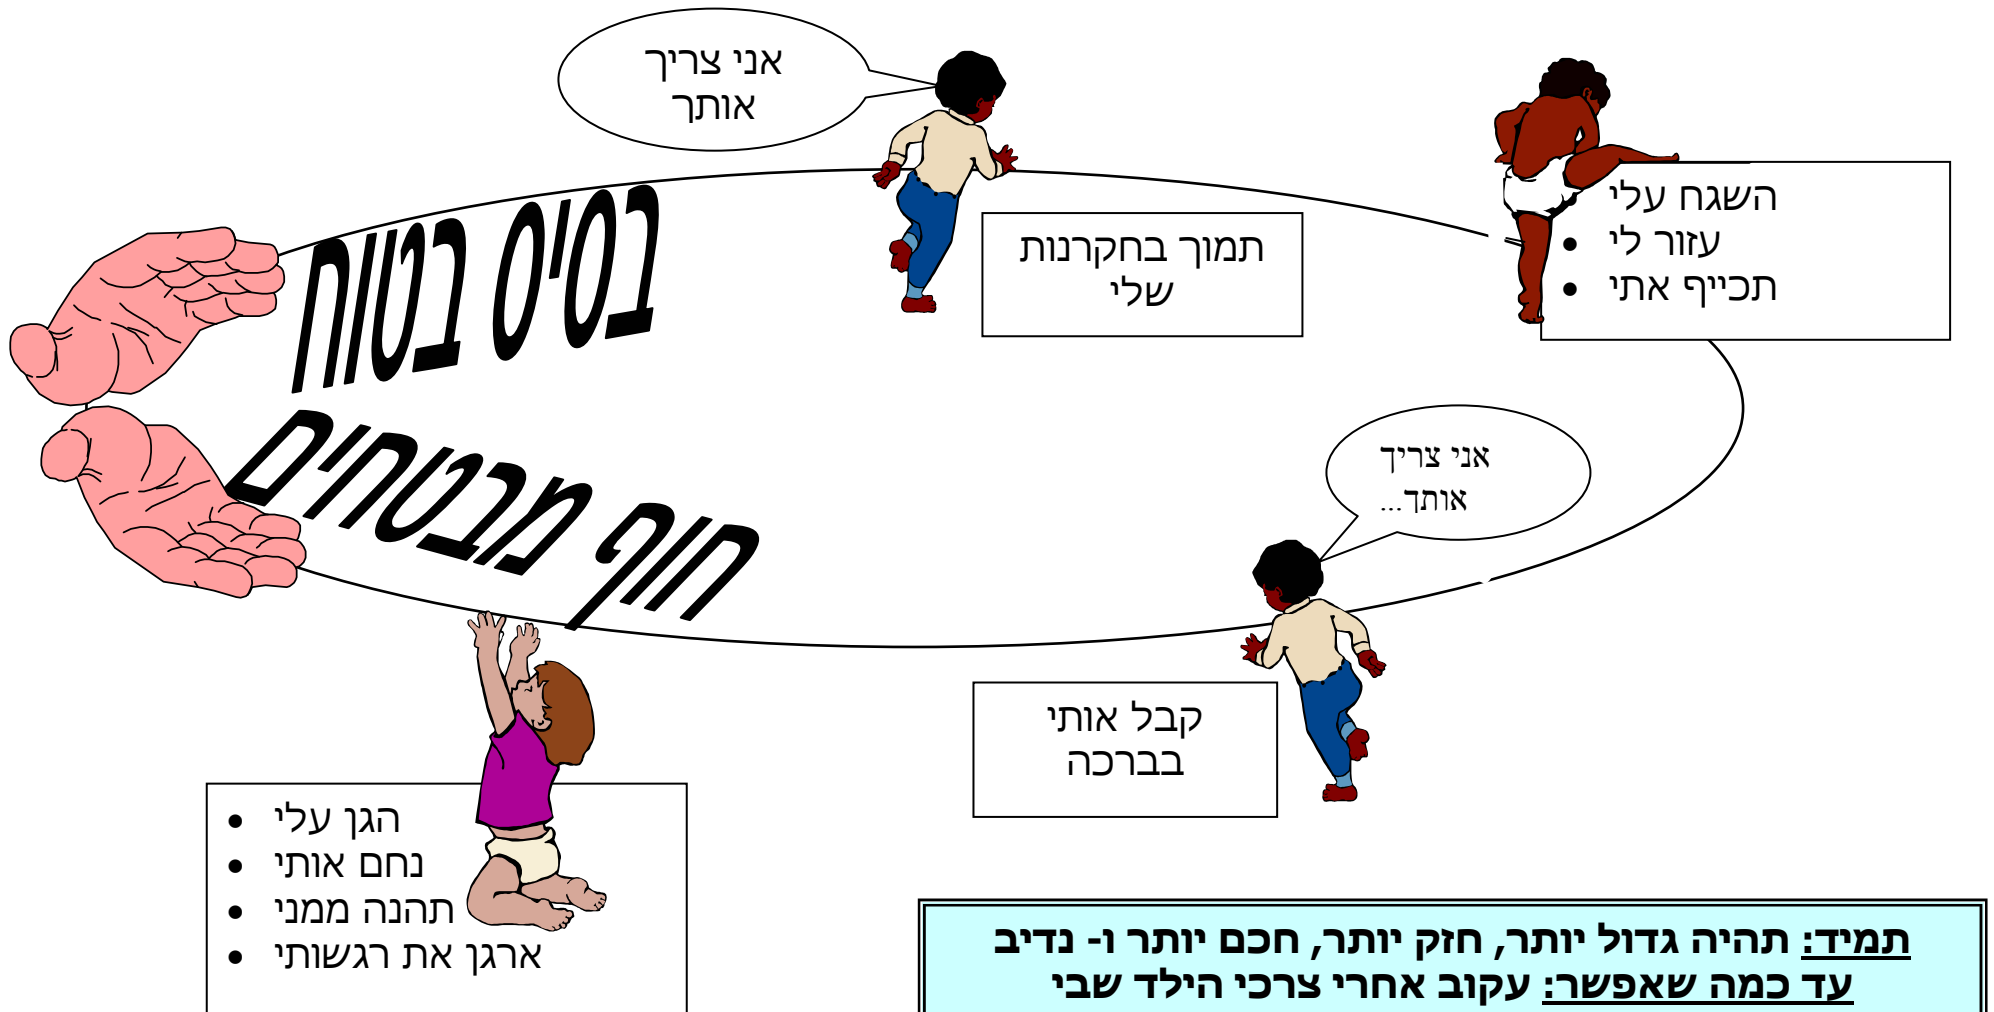 אני צריך
אותך
בסיס בטוח
תמוך בחקרנות
שלי
השגח עלי
• עזור לי
• תכייף אתי
חוף מבטחים
אני צריך
אותך...
קבל אותי
בברכה
• הגן עלי
• נחם אותי
• תהנה ממני
• ארגן את רגשותי
תמיד: תהיה גדול יותר, חזק יותר, חכם יותר ו- נדיב
עד כמה שאפשר: עקוב אחרי צרכי הילד שבי